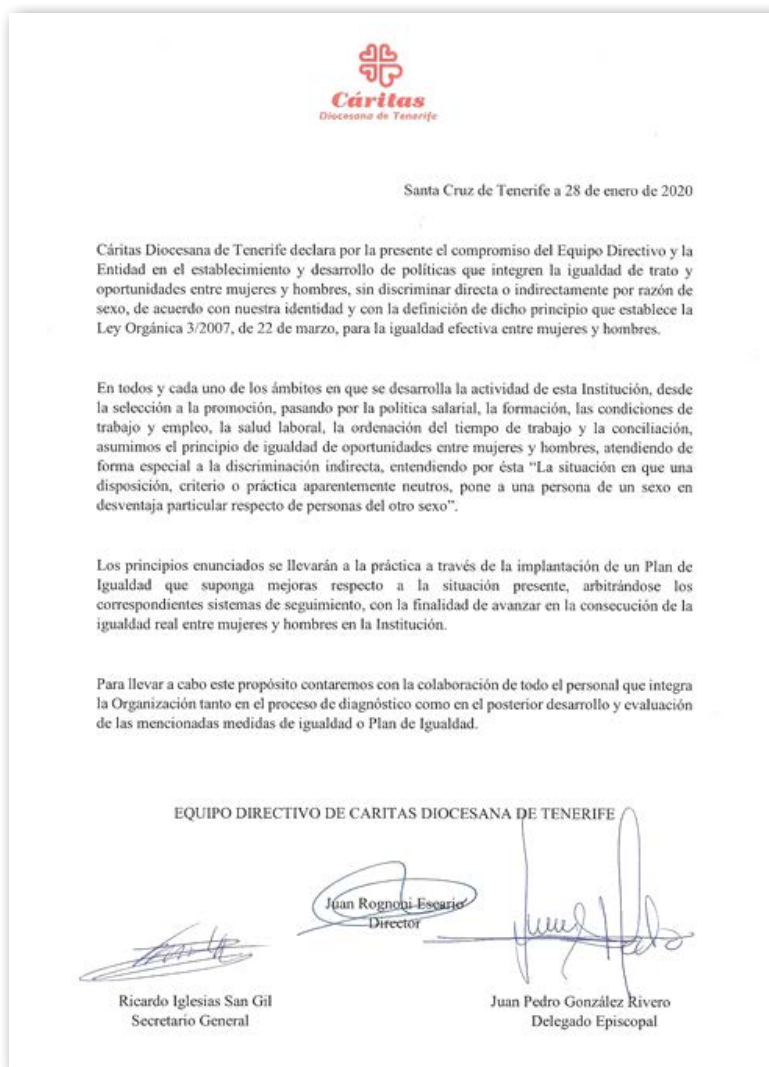 Cáritas
Diocesana de Tenerife
Santa Cruz de Tenerife a 28 de enero de 2020
Cáritas Diocesana de Tenerife declara por la presente el compromiso del Equipo Directivo y la
Entidad en el establecimiento y desarrollo de políticas que integren la igualdad de trato y
oportunidades entre mujeres y hombres, sin discriminar directa o indirectamente por razón de
sexo, de acuerdo con nuestra identidad y con la definición de dicho principio que establece la
Ley Orgánica 3/2007, de 22 de marzo, para la igualdad efectiva entre mujeres y hombres.
En todos y cada uno de los ámbitos en que se desarrolla la actividad de esta Institución, desde
la selección a la promoción, pasando por la política salarial, la formación, las condiciones de
trabajo y empleo, la salud laboral, la ordenación del tiempo de trabajo y la conciliación,
asumimos el principio de igualdad de oportunidades entre mujeres y hombres, atendiendo de
forma especial a la discriminación indirecta, entendiendo por ésta “La situación en que una
disposición, criterio o práctica aparentemente neutros, pone a una persona de un sexo en
desventaja particular respecto de personas del otro sexo”.
Los principios enunciados se llevarán a la práctica a través de la implantación de un Plan de
Igualdad que suponga mejoras respecto a la situación presente, arbitrándose los
correspondientes sistemas de seguimiento, con la finalidad de avanzar en la consecución de la
igualdad real entre mujeres y hombres en la Institución.
Para llevar a cabo este propósito contaremos con la colaboración de todo el personal que integra
la Organización tanto en el proceso de diagnóstico como en el posterior desarrollo y evaluación
de las mencionadas medidas de igualdad o Plan de Igualdad.
EQUIPO DIRECTIVO DE CARITAS DIOCESANA DE TENERIFE
Juan Rognoni Escario
Director
Ricardo Iglesias San Gil
Secretario General
Juan Pedro González Rivero
Delegado Episcopal